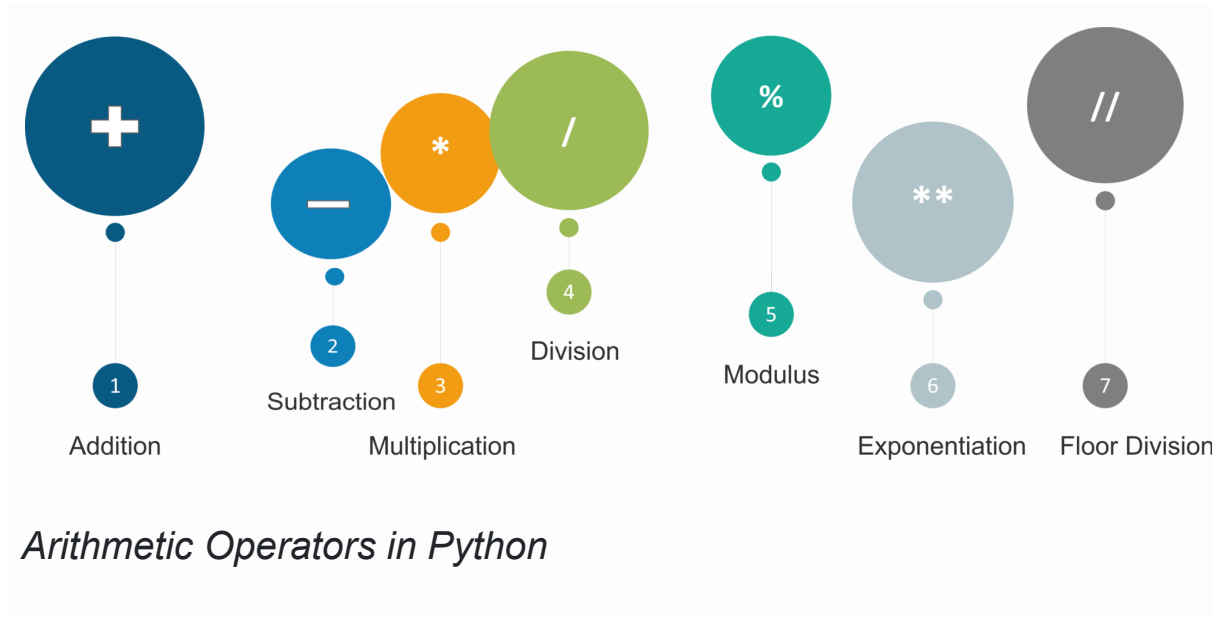 +
−
*
/
%
**
//
1
2
3
4
5
6
7
Addition
Subtraction
Multiplication
Division
Modulus
Exponentiation
Floor Division
Arithmetic Operators in Python